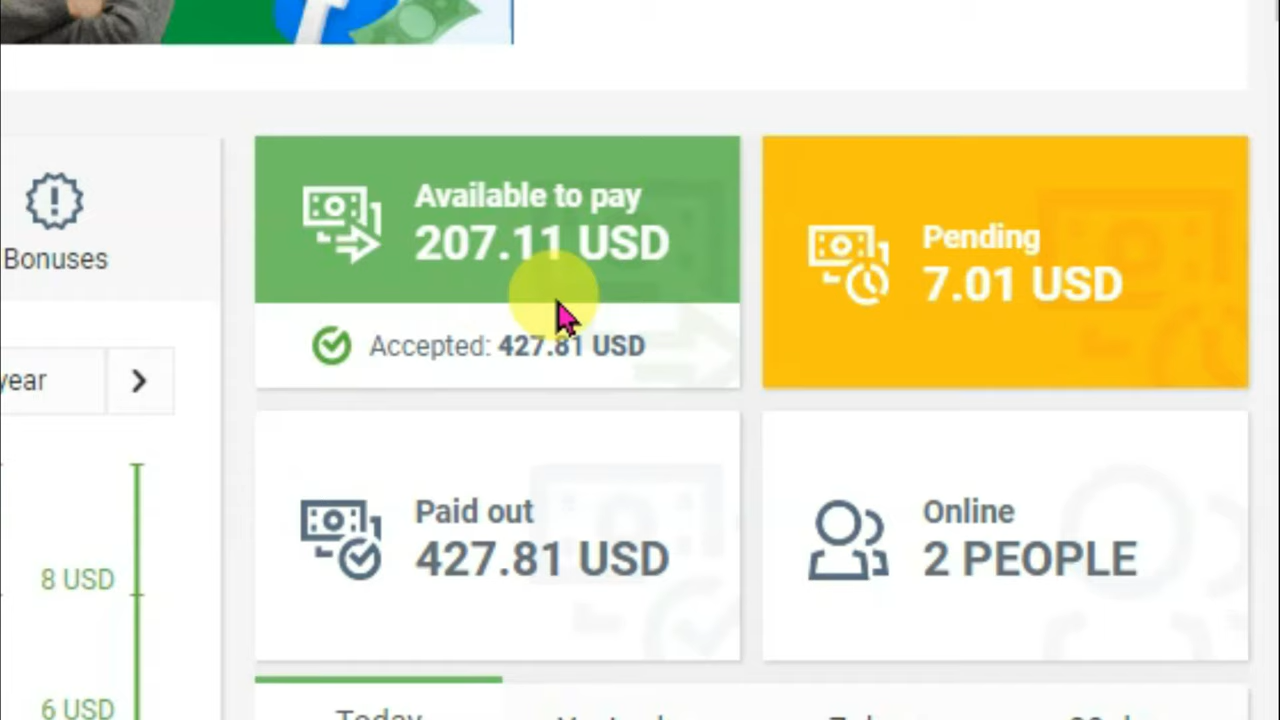 Available to pay
207.11 USD
Pending
7.01 USD
Bonuses
Accepted: 427.81 USD
year
Paid out
427.81 USD
Online
2 PEOPLE
8 USD
6 USD
Today